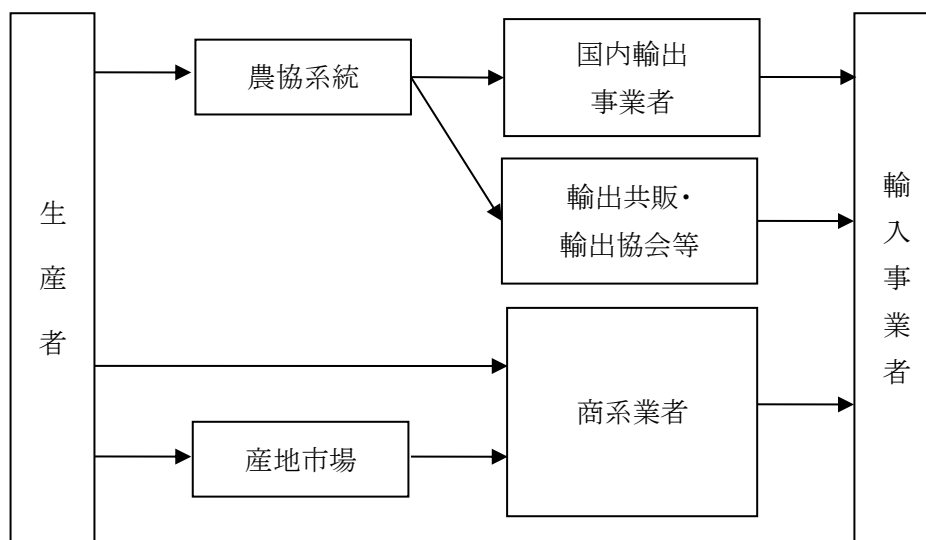 生産者
農協系統
国内輸出
事業者
輸出共販・
輸出協会等
商系業者
産地市場
輸入事業者